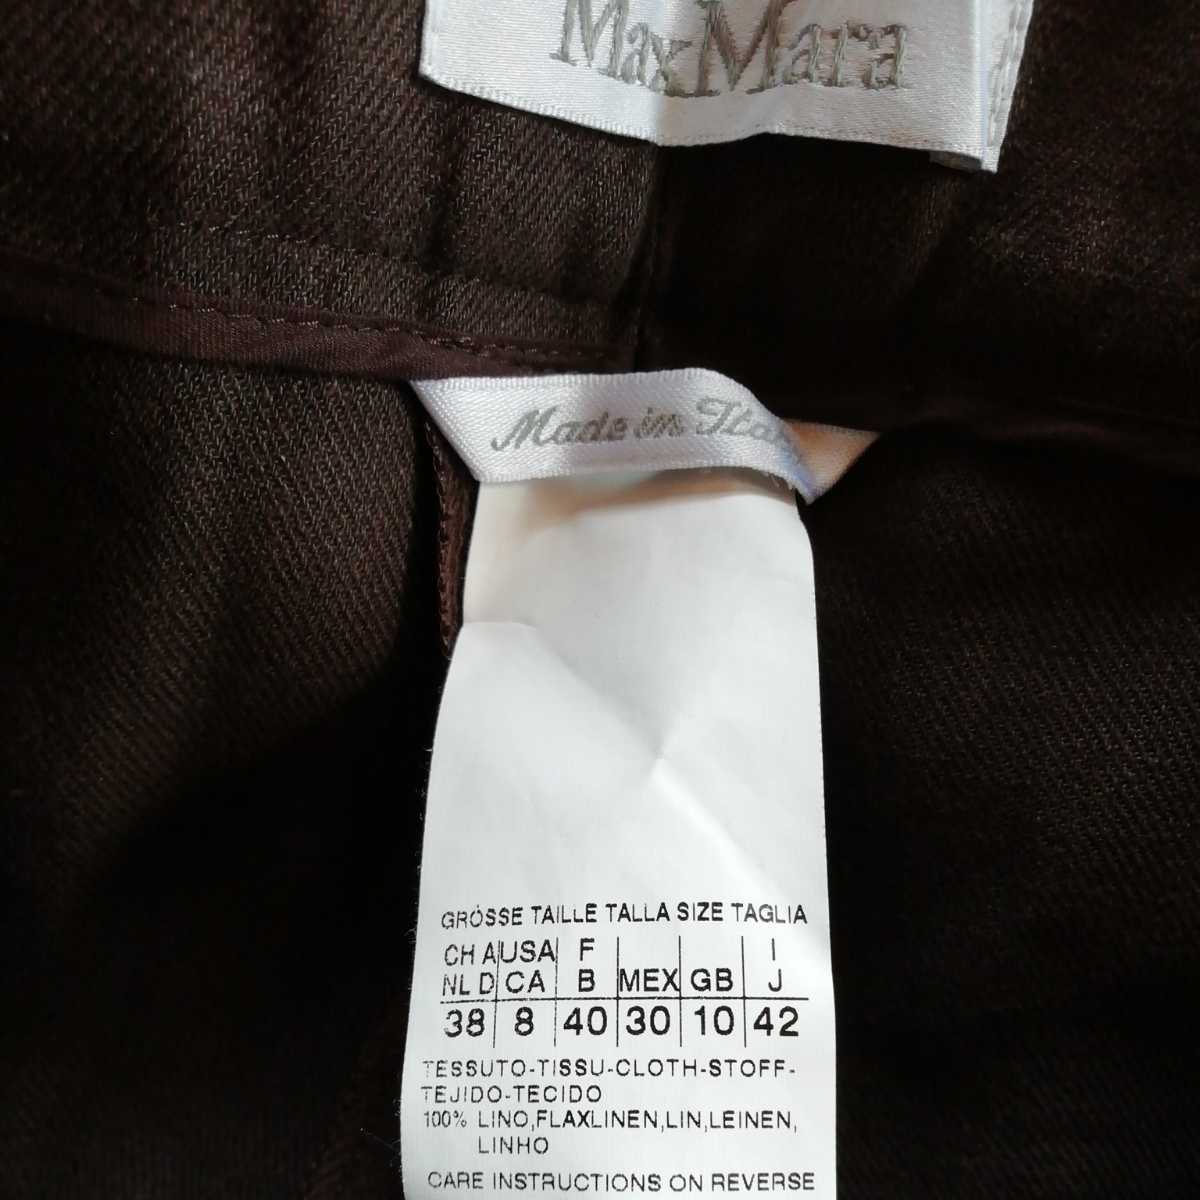 MaxMara
Made in Ita
GRÖSSE TAILLE TALLA SIZE TAGLIA
CH A USA F I
NL D CA B MEX GB J
38 8 40 30 10 42
TESSUTO-TISSU-CLOTH-STOFF-
TEJIDO-TECIDO
100% LINO,FLAXLINEN,LIN,LEINEN,
LINHO
CARE INSTRUCTIONS ON REVERSE